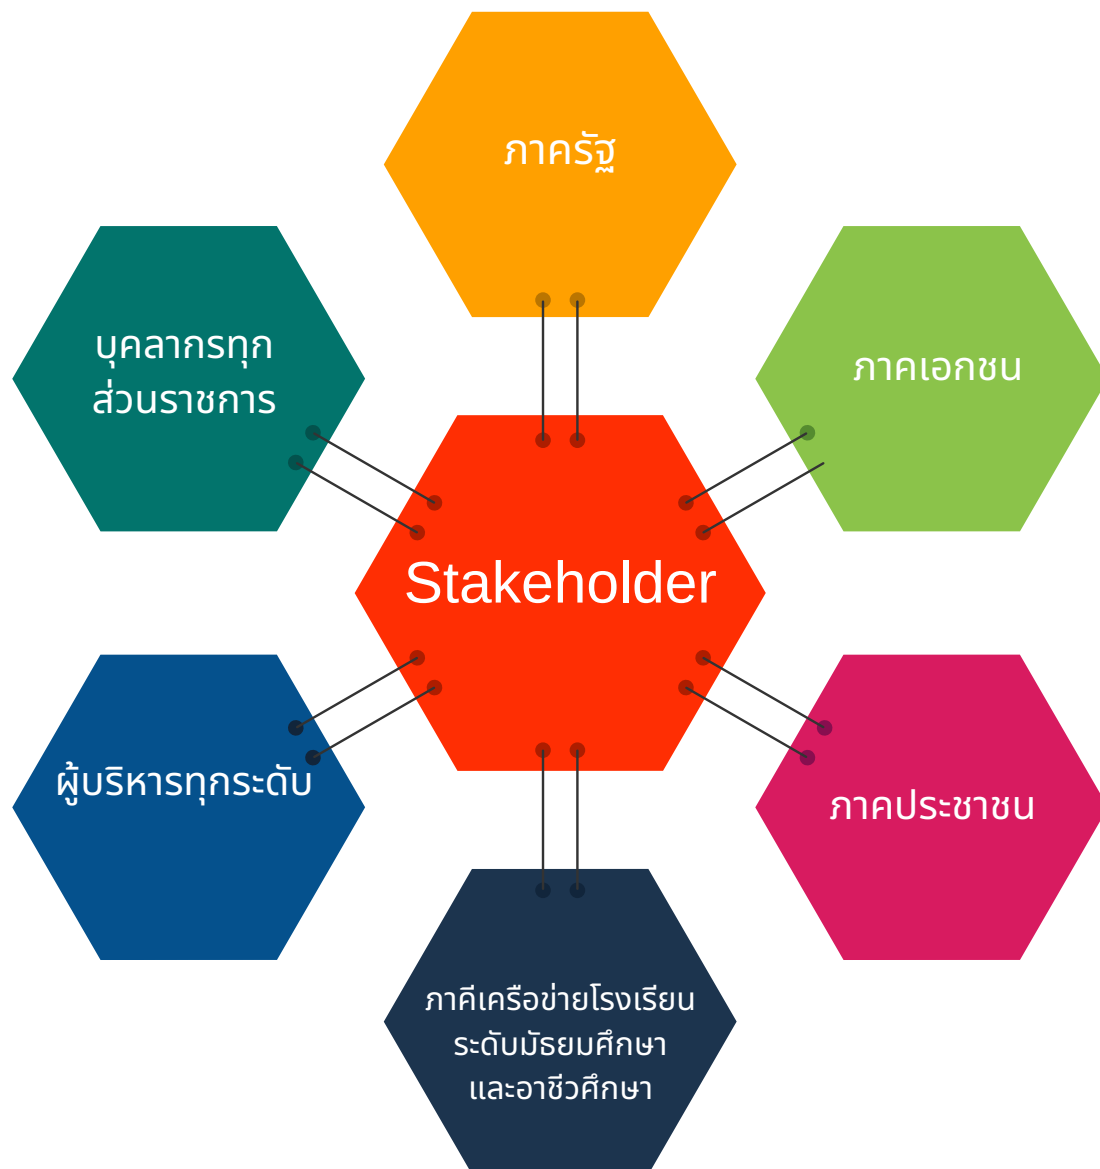 ภาครัฐ
บุคลากรทุก
ส่วนราชการ
ภาคเอกชน
Stakeholder
ผู้บริหารทุกระดับ
ภาคประชาชน
ภาคีเครือข่ายโรงเรียน
ระดับมัธยมศึกษา
และอาชีวศึกษา